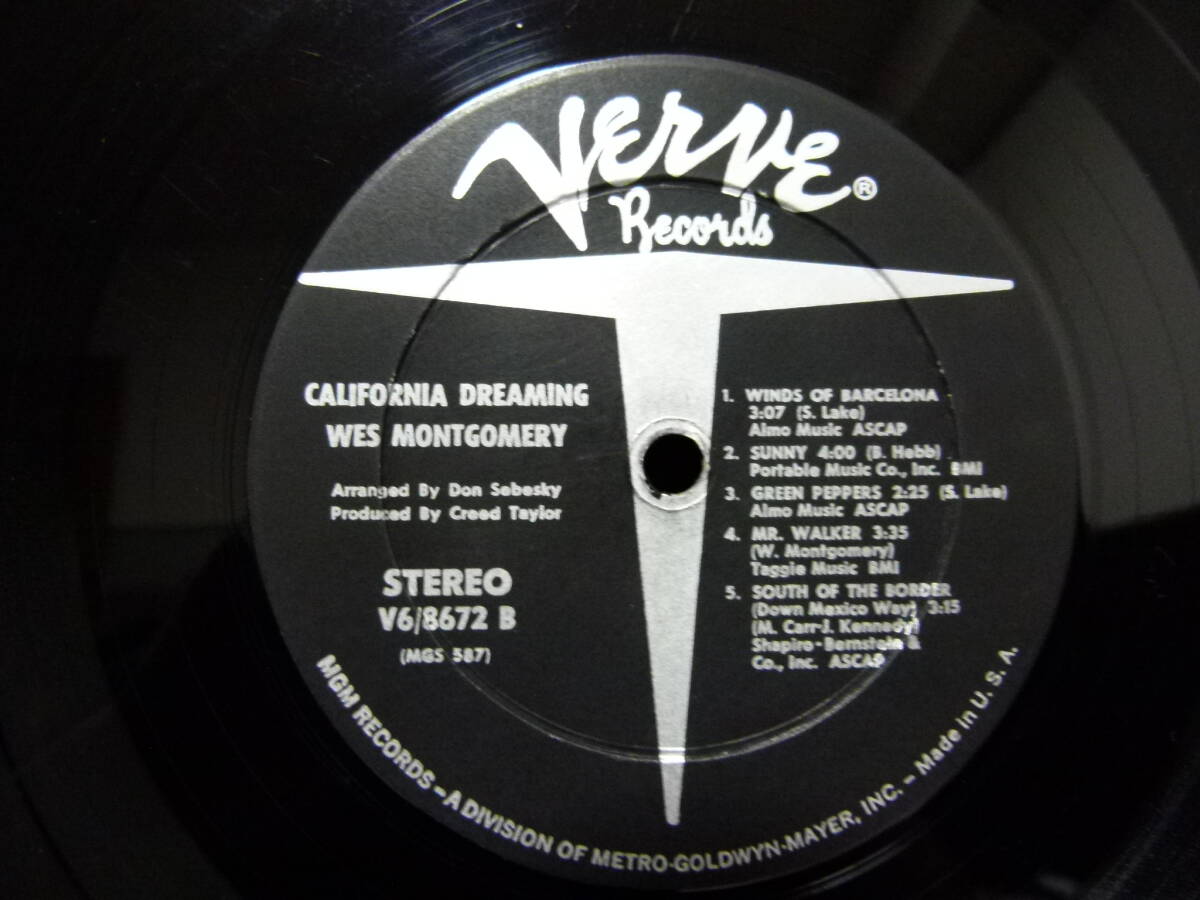 Verve®
Records
CALIFORNIA DREAMING
WES MONTGOMERY
Arranged By Don Sebesky
Produced By Creed Taylor
STEREO
V6/8672 B
(MGS 587)
1. WINDS OF BARCELONA
3:07 (S. Lake)
Almo Music ASCAP
2. SUNNY 4:00 (B. Hebb)
Portable Music Co., Inc. BMI
3. GREEN PEPPERS 2:25 (S. Lake)
Almo Music ASCAP
4. MR. WALKER 3:35
(W. Montgomery)
Taggie Music BMI
5. SOUTH OF THE BORDER
(Down Mexico Way) 3:15
(M. Carr-J. Kennedy)
Shapiro-Bernstein &
Co., Inc. ASCAP
MGM RECORDS – A DIVISION OF METRO-GOLDWYN-MAYER, INC. – Made in U. S. A.